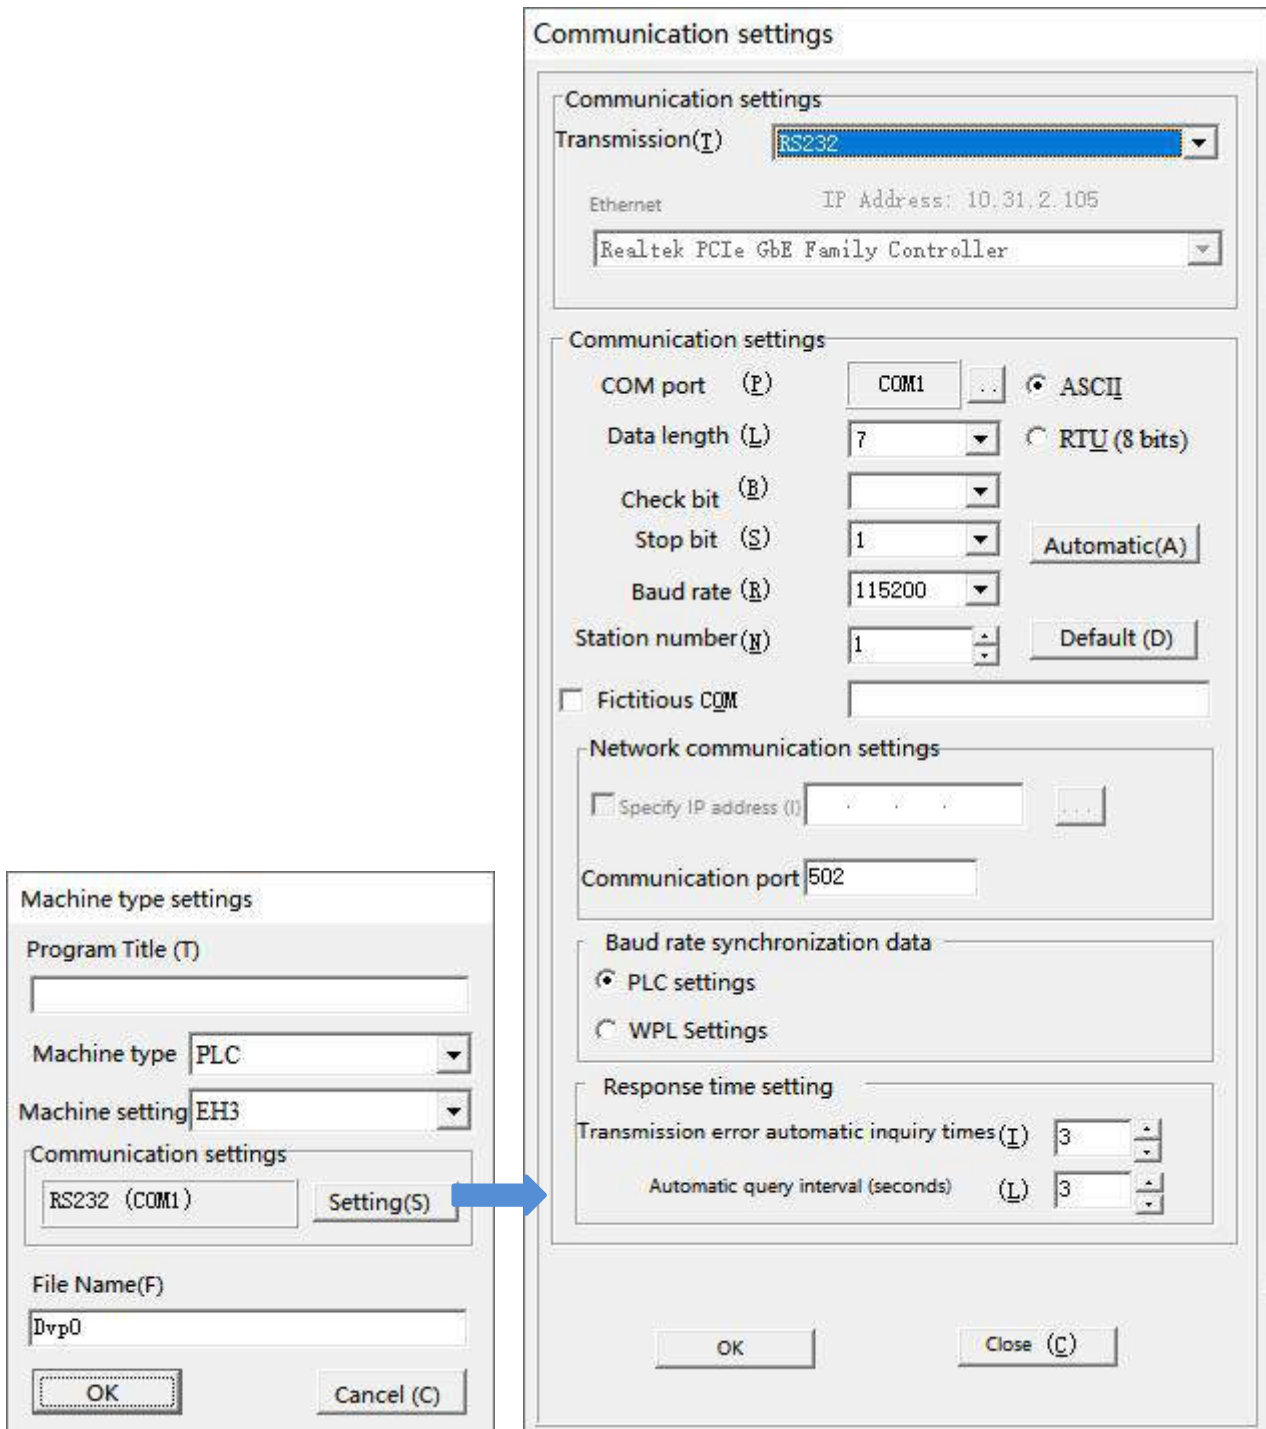 Communication settings
Communication settings
Transmission(T) RS232
Ethernet IP Address: 10.31.2.105
Realtek PCIe GbE Family Controller
Communication settings
COM port (P) COM1 .. ASCII
Data length (L) 7 RTU (8 bits)
Check bit (B)
Stop bit (S) 1 Automatic(A)
Baud rate (R) 115200
Station number(N) 1 Default (D)
Fictitious COM
Network communication settings
Specify IP address (I) . . . ...
Communication port 502
Baud rate synchronization data
PLC settings
WPL Settings
Response time setting
Transmission error automatic inquiry times(I) 3
Automatic query interval (seconds) (L) 3
OK Close (C)
Machine type settings
Program Title (T)
Machine type PLC
Machine setting EH3
Communication settings
RS232 (COM1) Setting(S)
File Name(F)
Dvp0
OK Cancel (C)